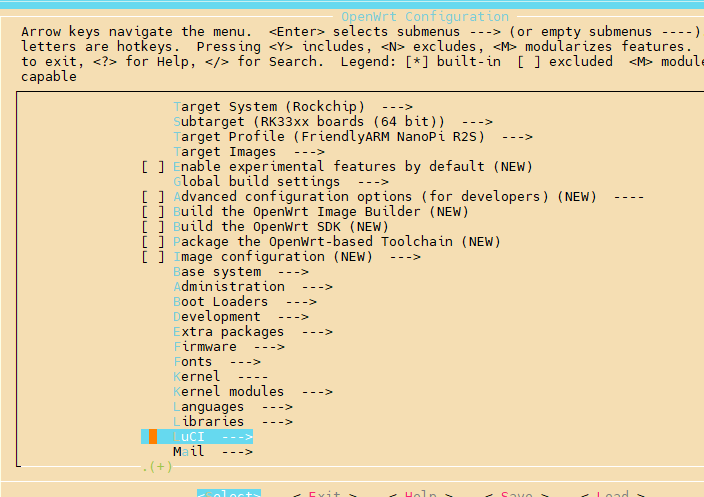 OpenWrt Configuration
Arrow keys navigate the menu.  <Enter> selects submenus ---> (or empty submenus ----)
letters are hotkeys.  Pressing <Y> includes, <N> excludes, <M> modularizes features.
to exit, <?> for Help, </> for Search.  Legend: [*] built-in  [ ] excluded  <M> module
capable
Target System (Rockchip)  --->
Subtarget (RK33xx boards (64 bit))  --->
Target Profile (FriendlyARM NanoPi R2S)  --->
Target Images  --->
[ ] Enable experimental features by default (NEW)
Global build settings  --->
[ ] Advanced configuration options (for developers) (NEW)  ----
[ ] Build the OpenWrt Image Builder (NEW)
[ ] Build the OpenWrt SDK (NEW)
[ ] Package the OpenWrt-based Toolchain (NEW)
[ ] Image configuration (NEW)  --->
Base system  --->
Administration  --->
Boot Loaders  --->
Development  --->
Extra packages  --->
Firmware  --->
Fonts  --->
Kernel  ----
Kernel modules  --->
Languages  --->
Libraries  --->
LuCI  --->
Mail  --->
.(+)
<Select>    < Exit >    < Help >    < Save >    < Load >